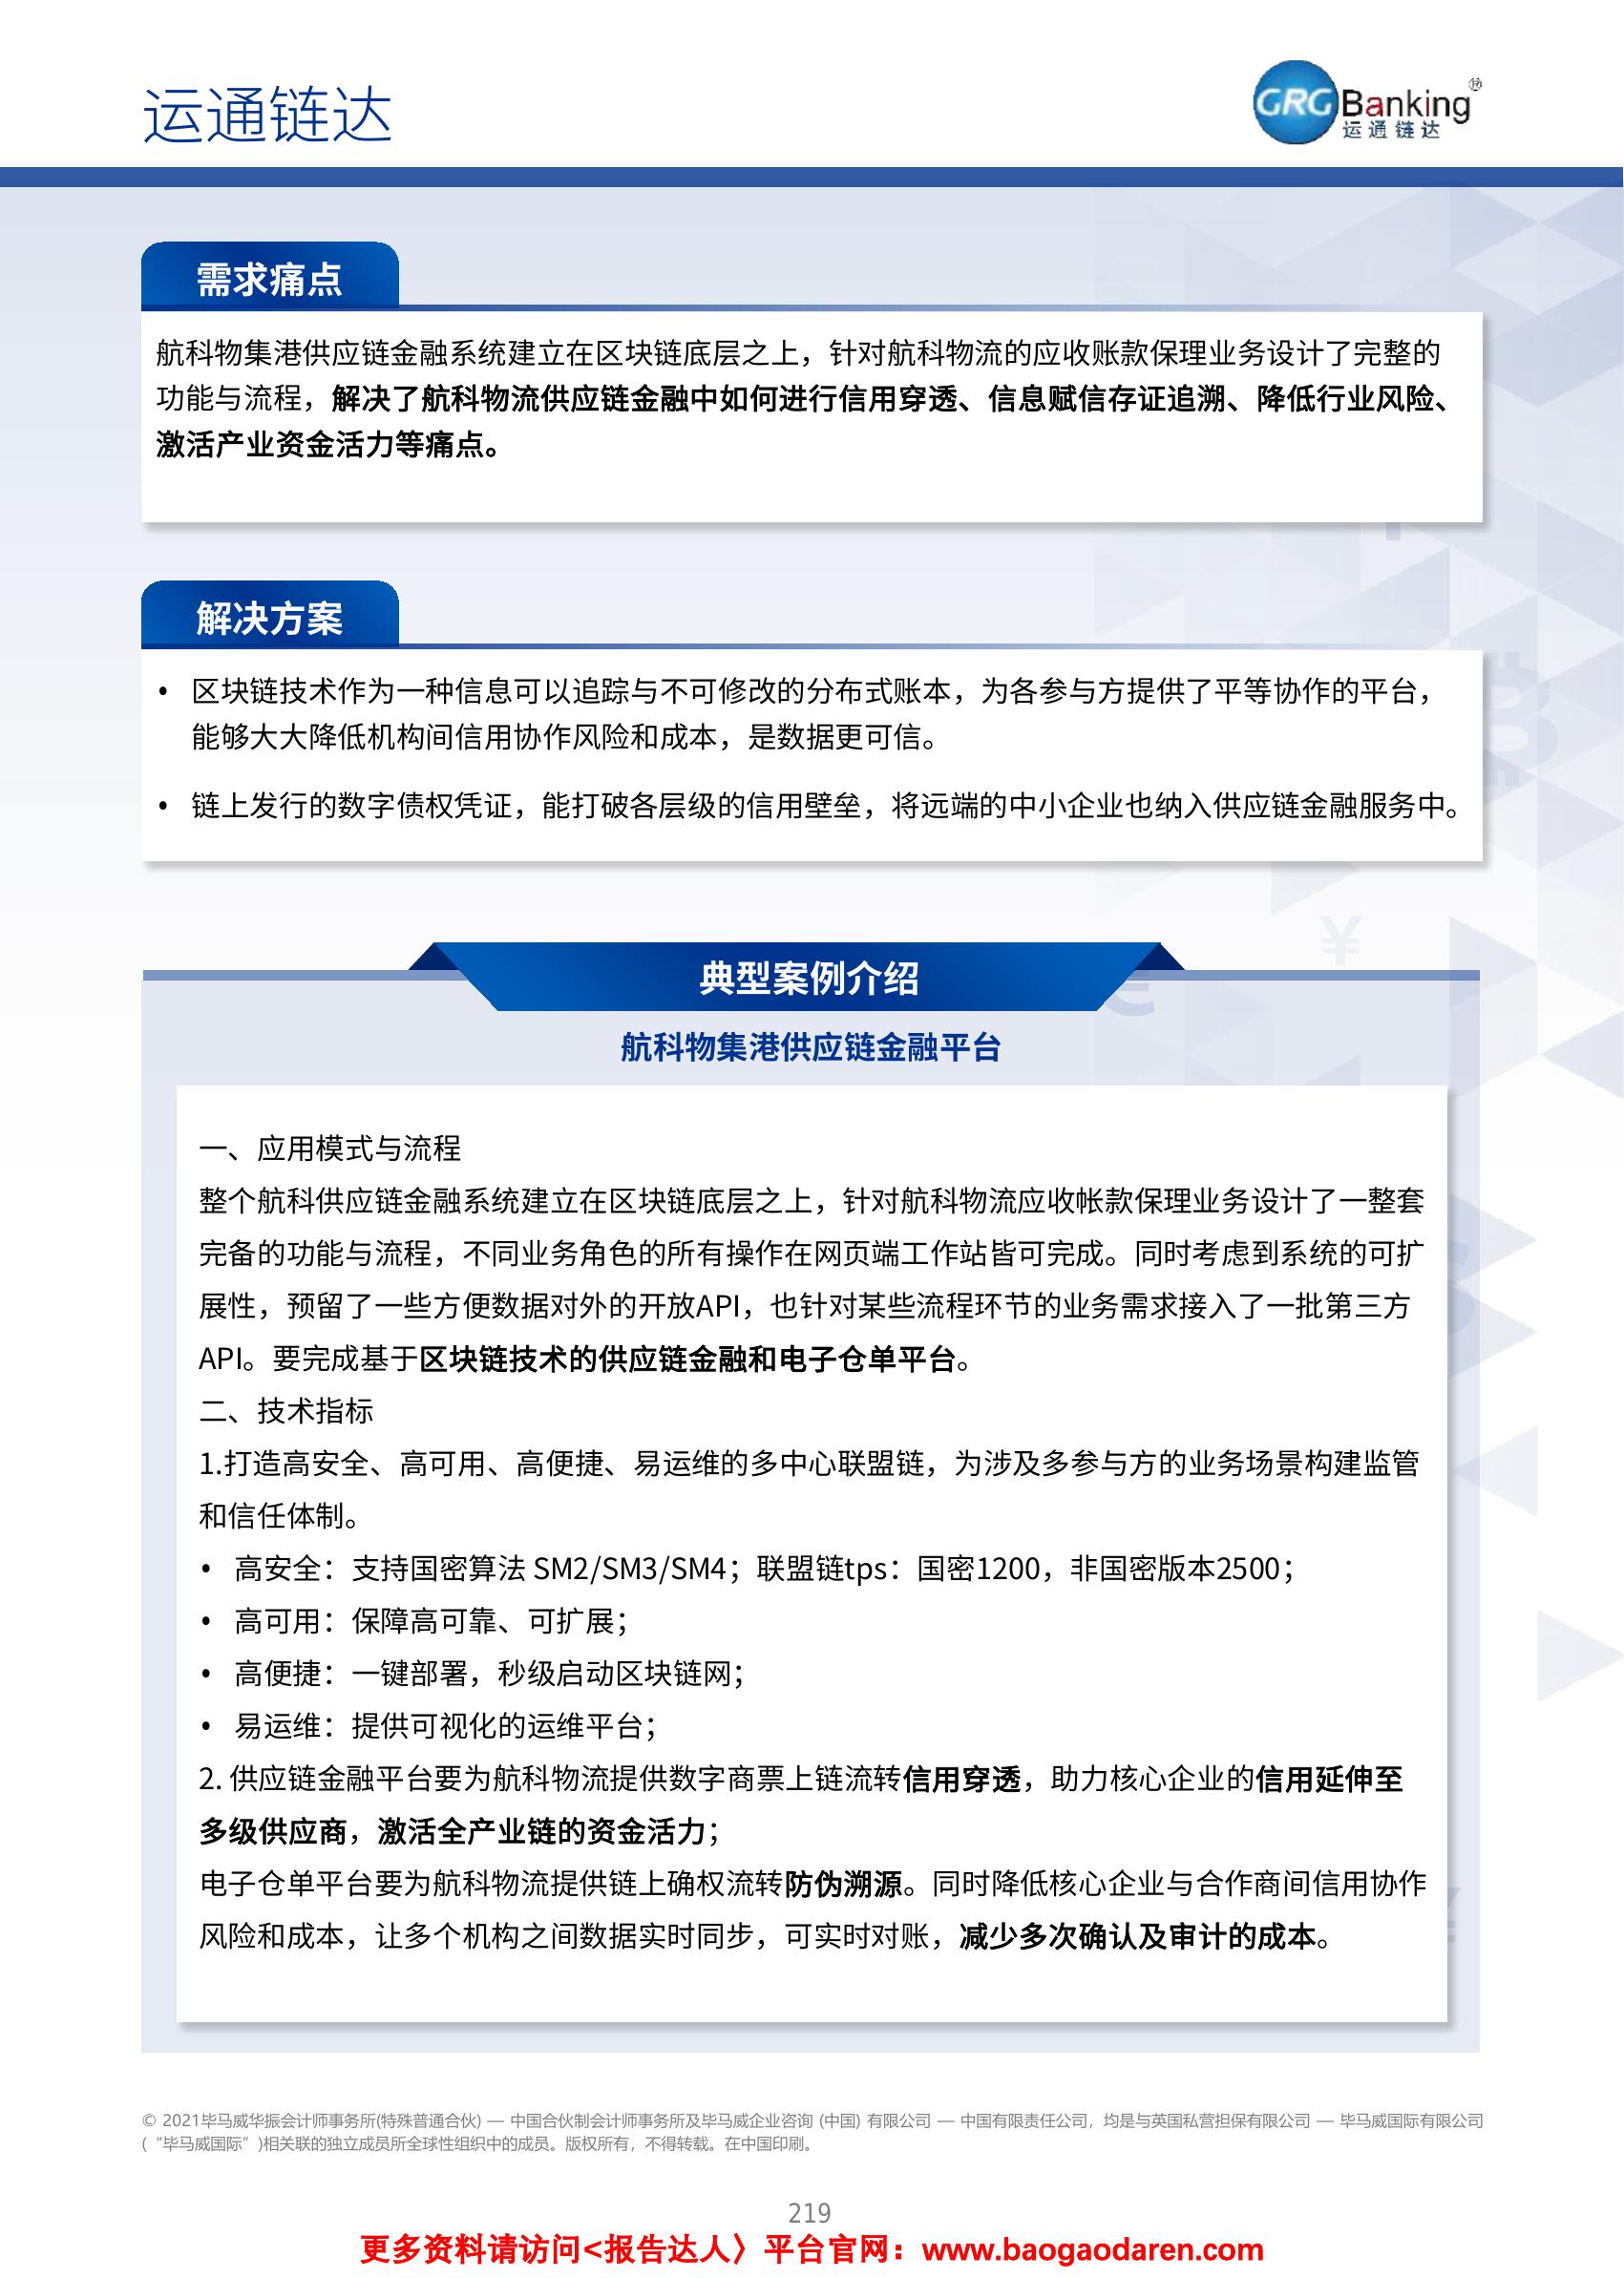 运通链达
GRG Banking®
运通链达
需求痛点
航科物集港供应链金融系统建立在区块链底层之上，针对航科物流的应收账款保理业务设计了完整的
功能与流程，解决了航科物流供应链金融中如何进行信用穿透、信息赋信存证追溯、降低行业风险、
激活产业资金活力等痛点。
解决方案
• 区块链技术作为一种信息可以追踪与不可修改的分布式账本，为各参与方提供了平等协作的平台，
能够大大降低机构间信用协作风险和成本，是数据更可信。
• 链上发行的数字债权凭证，能打破各层级的信用壁垒，将远端的中小企业也纳入供应链金融服务中。
典型案例介绍
航科物集港供应链金融平台
一、应用模式与流程
整个航科供应链金融系统建立在区块链底层之上，针对航科物流应收帐款保理业务设计了一整套
完备的功能与流程，不同业务角色的所有操作在网页端工作站皆可完成。同时考虑到系统的可扩
展性，预留了一些方便数据对外的开放API，也针对某些流程环节的业务需求接入了一批第三方
API。要完成基于区块链技术的供应链金融和电子仓单平台。
二、技术指标
1.打造高安全、高可用、高便捷、易运维的多中心联盟链，为涉及多参与方的业务场景构建监管
和信任体制。
• 高安全：支持国密算法 SM2/SM3/SM4；联盟链tps：国密1200，非国密版本2500；
• 高可用：保障高可靠、可扩展；
• 高便捷：一键部署，秒级启动区块链网；
• 易运维：提供可视化的运维平台；
2. 供应链金融平台要为航科物流提供数字商票上链流转信用穿透，助力核心企业的信用延伸至
多级供应商，激活全产业链的资金活力；
电子仓单平台要为航科物流提供链上确权流转防伪溯源。同时降低核心企业与合作商间信用协作
风险和成本，让多个机构之间数据实时同步，可实时对账，减少多次确认及审计的成本。
© 2021毕马威华振会计师事务所(特殊普通合伙) — 中国合伙制会计师事务所及毕马威企业咨询 (中国) 有限公司 — 中国有限责任公司，均是与英国私营担保有限公司 — 毕马威国际有限公司
(“毕马威国际”)相关联的独立成员所全球性组织中的成员。版权所有，不得转载。在中国印刷。
219
更多资料请访问<报告达人〉平台官网：www.baogaodaren.com